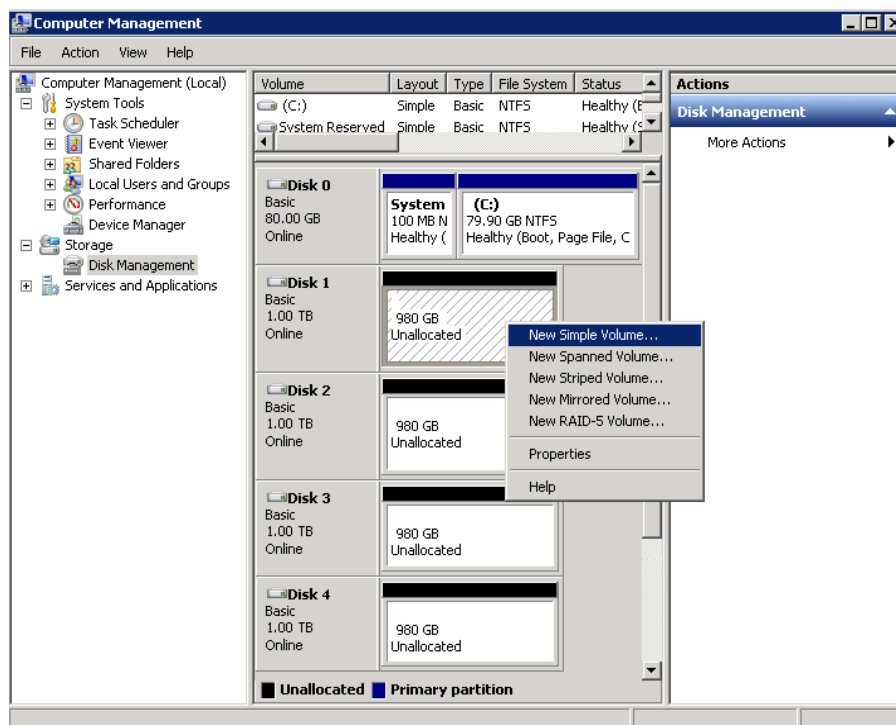 Computer Management
File Action View Help
Computer Management (Local)
System Tools
Task Scheduler
Event Viewer
Shared Folders
Local Users and Groups
Performance
Device Manager
Storage
Disk Management
Services and Applications
Volume Layout Type File System Status
(C:) Simple Basic NTFS Healthy (B
System Reserved Simple Basic NTFS Healthy (S
Disk 0
Basic
80.00 GB
Online
System
100 MB N
Healthy (
(C:)
79.90 GB NTFS
Healthy (Boot, Page File, C
Disk 1
Basic
1.00 TB
Online
980 GB
Unallocated
New Simple Volume...
New Spanned Volume...
New Striped Volume...
New Mirrored Volume...
New RAID-5 Volume...
Properties
Help
Disk 2
Basic
1.00 TB
Online
980 GB
Unallocated
Disk 3
Basic
1.00 TB
Online
980 GB
Unallocated
Disk 4
Basic
1.00 TB
Online
980 GB
Unallocated
Unallocated Primary partition
Actions
Disk Management
More Actions